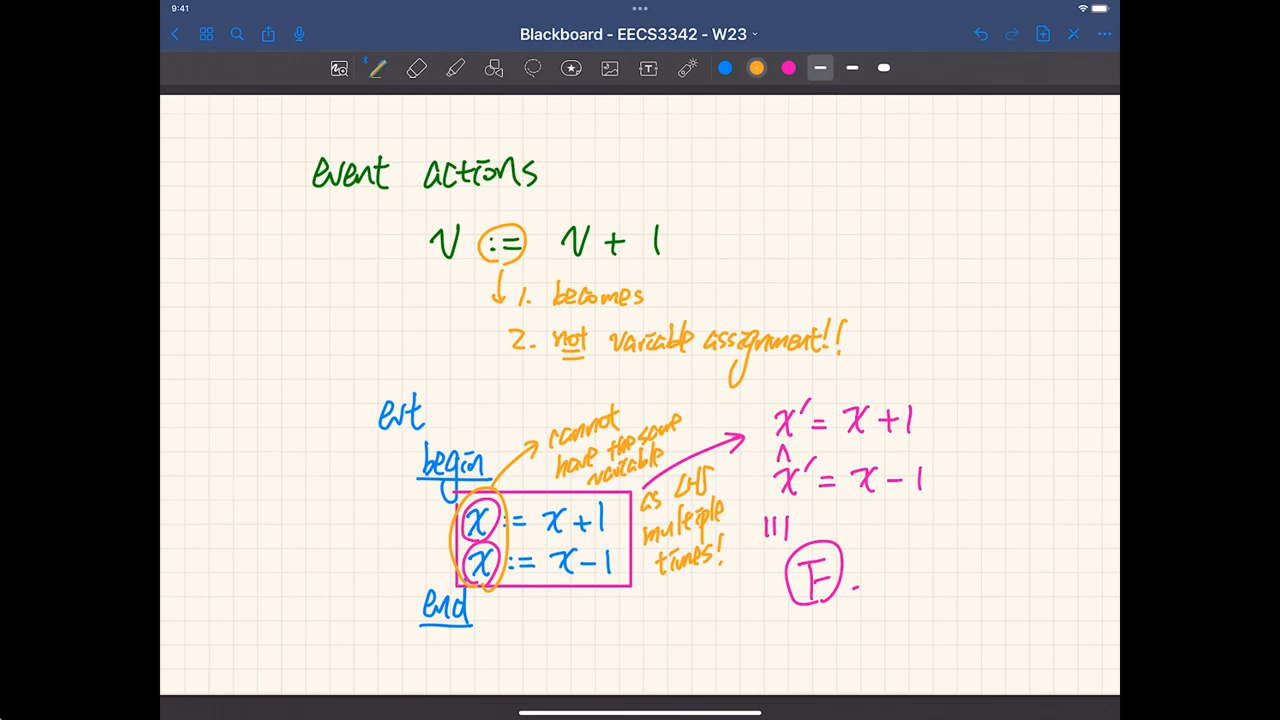 9:41
Blackboard - EECS3342 - W23
event actions
v := v + 1
1. becomes
2. not variable assignment!!
evt
begin
x := x + 1
x := x - 1
end
cannot
have the same
variable
as LHS
multiple
times!
x' = x + 1
∧
x' = x - 1
≡
F.